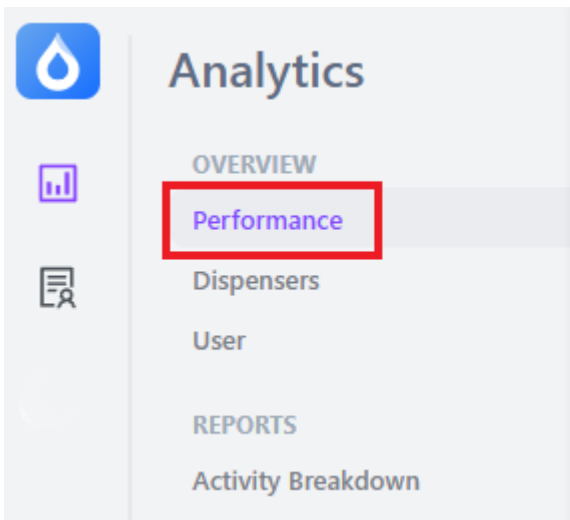 Analytics
OVERVIEW
Performance
Dispensers
User
REPORTS
Activity Breakdown